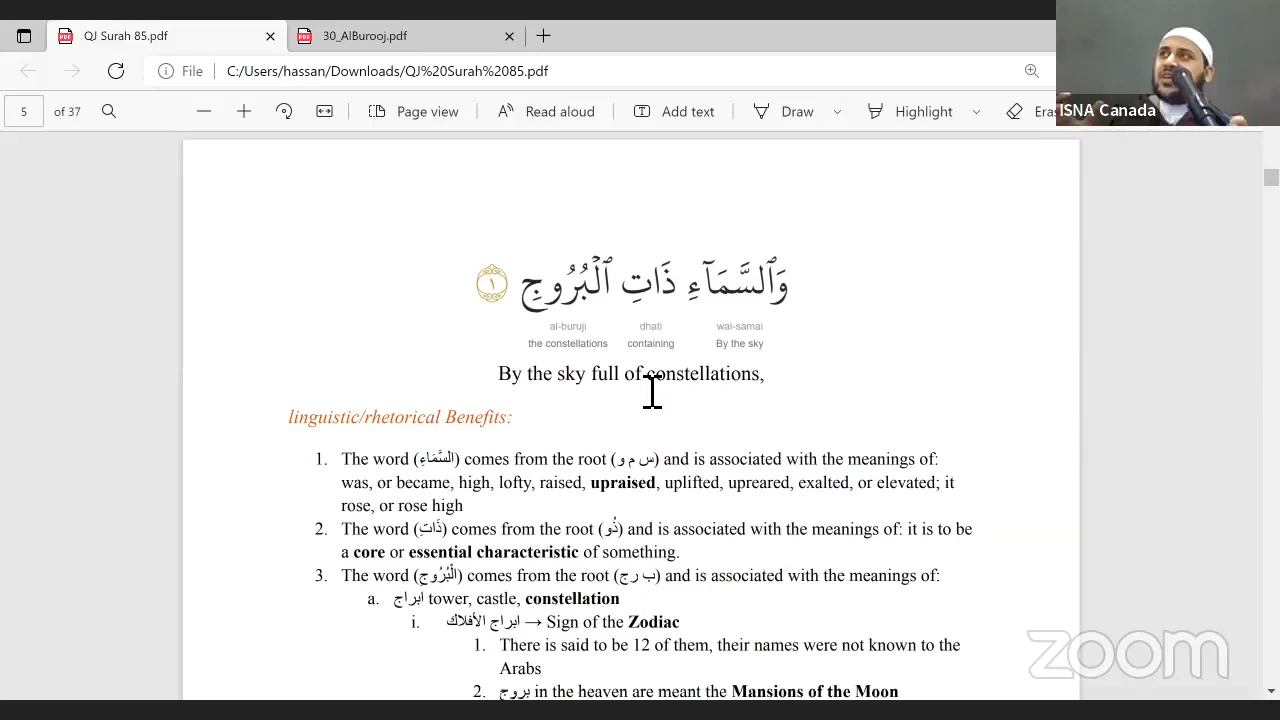 QJ Surah 85.pdf
30_AlBurooj.pdf
File
C:/Users/hassan/Downloads/QJ%20Surah%2085.pdf
5 of 37
Page view
Read aloud
Add text
Draw
Highlight
Era
ISNA Canada
وَٱلسَّمَآءِ ذَاتِ ٱلْبُرُوجِ ١
al-buruji dhati wal-samai
the constellations containing By the sky
By the sky full of constellations,
linguistic/rhetorical Benefits:
1. The word (السَّمَاءِ) comes from the root (س م و) and is associated with the meanings of:
was, or became, high, lofty, raised, upraised, uplifted, upreared, exalted, or elevated; it
rose, or rose high
2. The word (ذَاتِ) comes from the root (ذُو) and is associated with the meanings of: it is to be
a core or essential characteristic of something.
3. The word (الْبُرُوجِ) comes from the root (ب رج) and is associated with the meanings of:
a. ابراج tower, castle, constellation
i. ابراج الأفلاك → Sign of the Zodiac
1. There is said to be 12 of them, their names were not known to the
Arabs
2. بروج in the heaven are meant the Mansions of the Moon
zoom